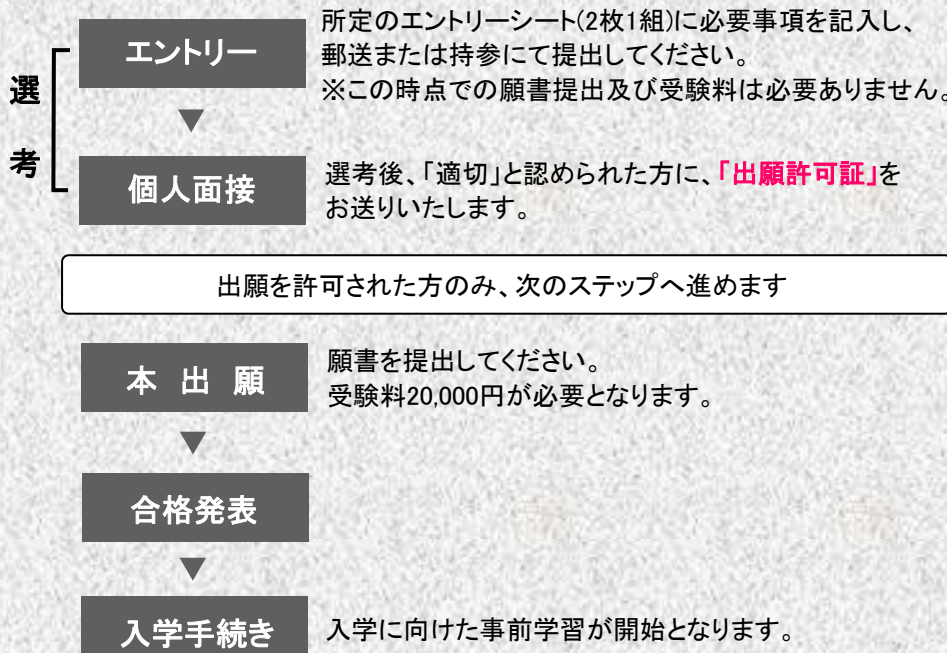 選考
エントリー
所定のエントリーシート(2枚1組)に必要事項を記入し、
郵送または持参にて提出してください。
※この時点での願書提出及び受験料は必要ありません。
個人面接
選考後、「適切」と認められた方に、「出願許可証」を
お送りいたします。
出願を許可された方のみ、次のステップへ進めます
本 出 願
願書を提出してください。
受験料20,000円が必要となります。
合格発表
入学手続き
入学に向けた事前学習が開始となります。